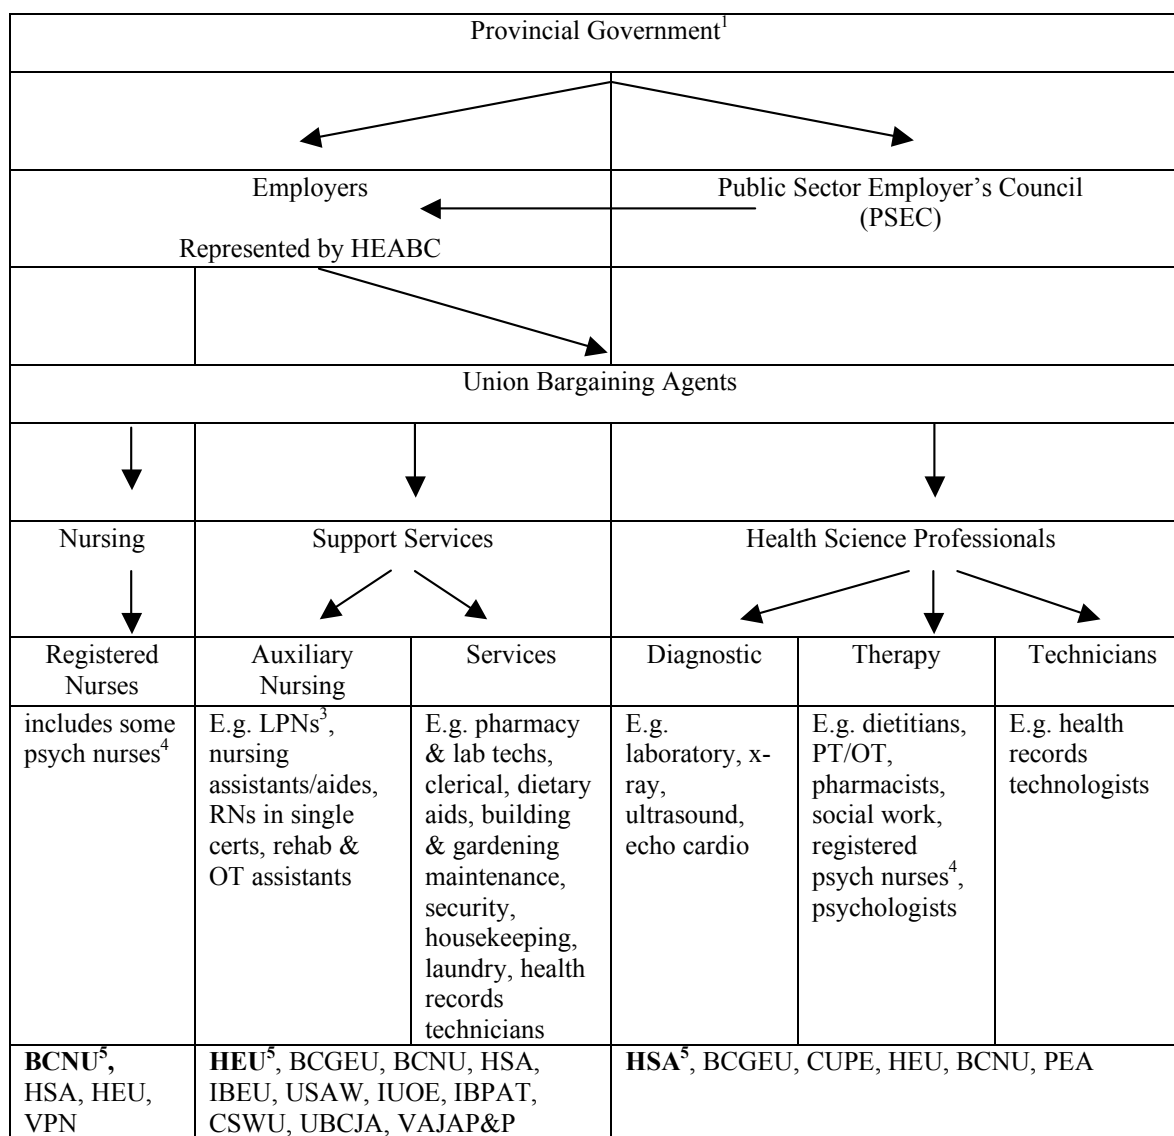 Provincial Government1
Employers
Represented by HEABC
Public Sector Employer’s Council
(PSEC)
Union Bargaining Agents
Nursing
Support Services
Health Science Professionals
Registered
Nurses
Auxiliary
Nursing
Services
Diagnostic
Therapy
Technicians
includes some
psych nurses4
E.g. LPNs3,
nursing
assistants/aides,
RNs in single
certs, rehab &
OT assistants
E.g. pharmacy
& lab techs,
clerical, dietary
aids, building
& gardening
maintenance,
security,
housekeeping,
laundry, health
records
technicians
E.g.
laboratory, x-
ray,
ultrasound,
echo cardio
E.g. dietitians,
PT/OT,
pharmacists,
social work,
registered
psych nurses4,
psychologists
E.g. health
records
technologists
BCNU5,
HSA, HEU,
VPN
HEU5, BCGEU, BCNU, HSA,
IBEU, USAW, IUOE, IBPAT,
CSWU, UBCJA, VAJAP&P
HSA5, BCGEU, CUPE, HEU, BCNU, PEA